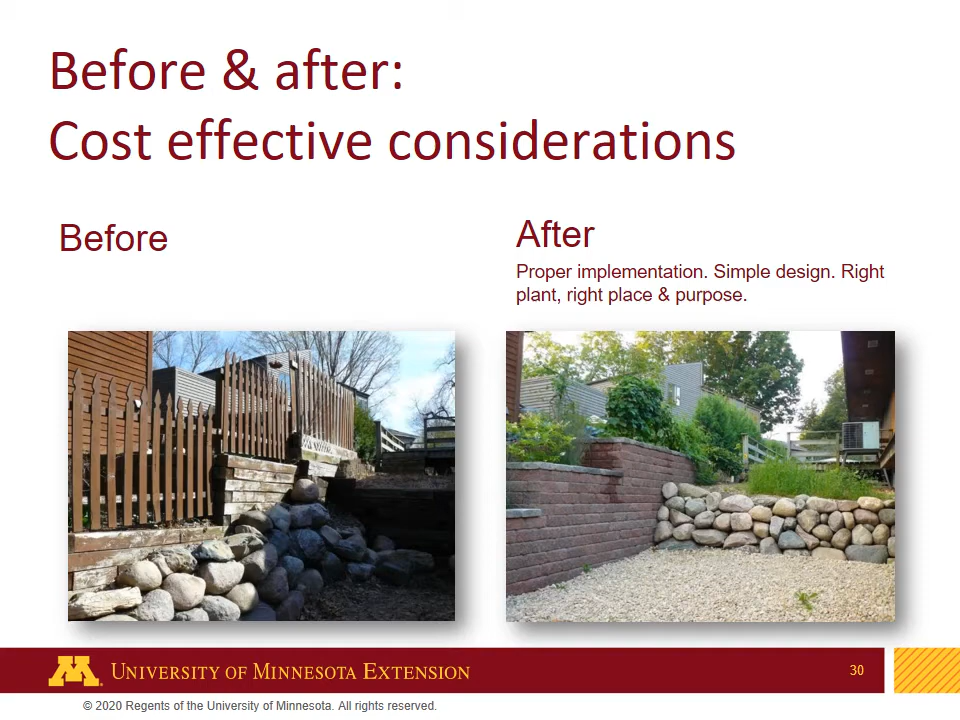 Before & after:
Cost effective considerations
Before
After
Proper implementation. Simple design. Right
plant, right place & purpose.
M
UNIVERSITY OF MINNESOTA EXTENSION
30
© 2020 Regents of the University of Minnesota. All rights reserved.